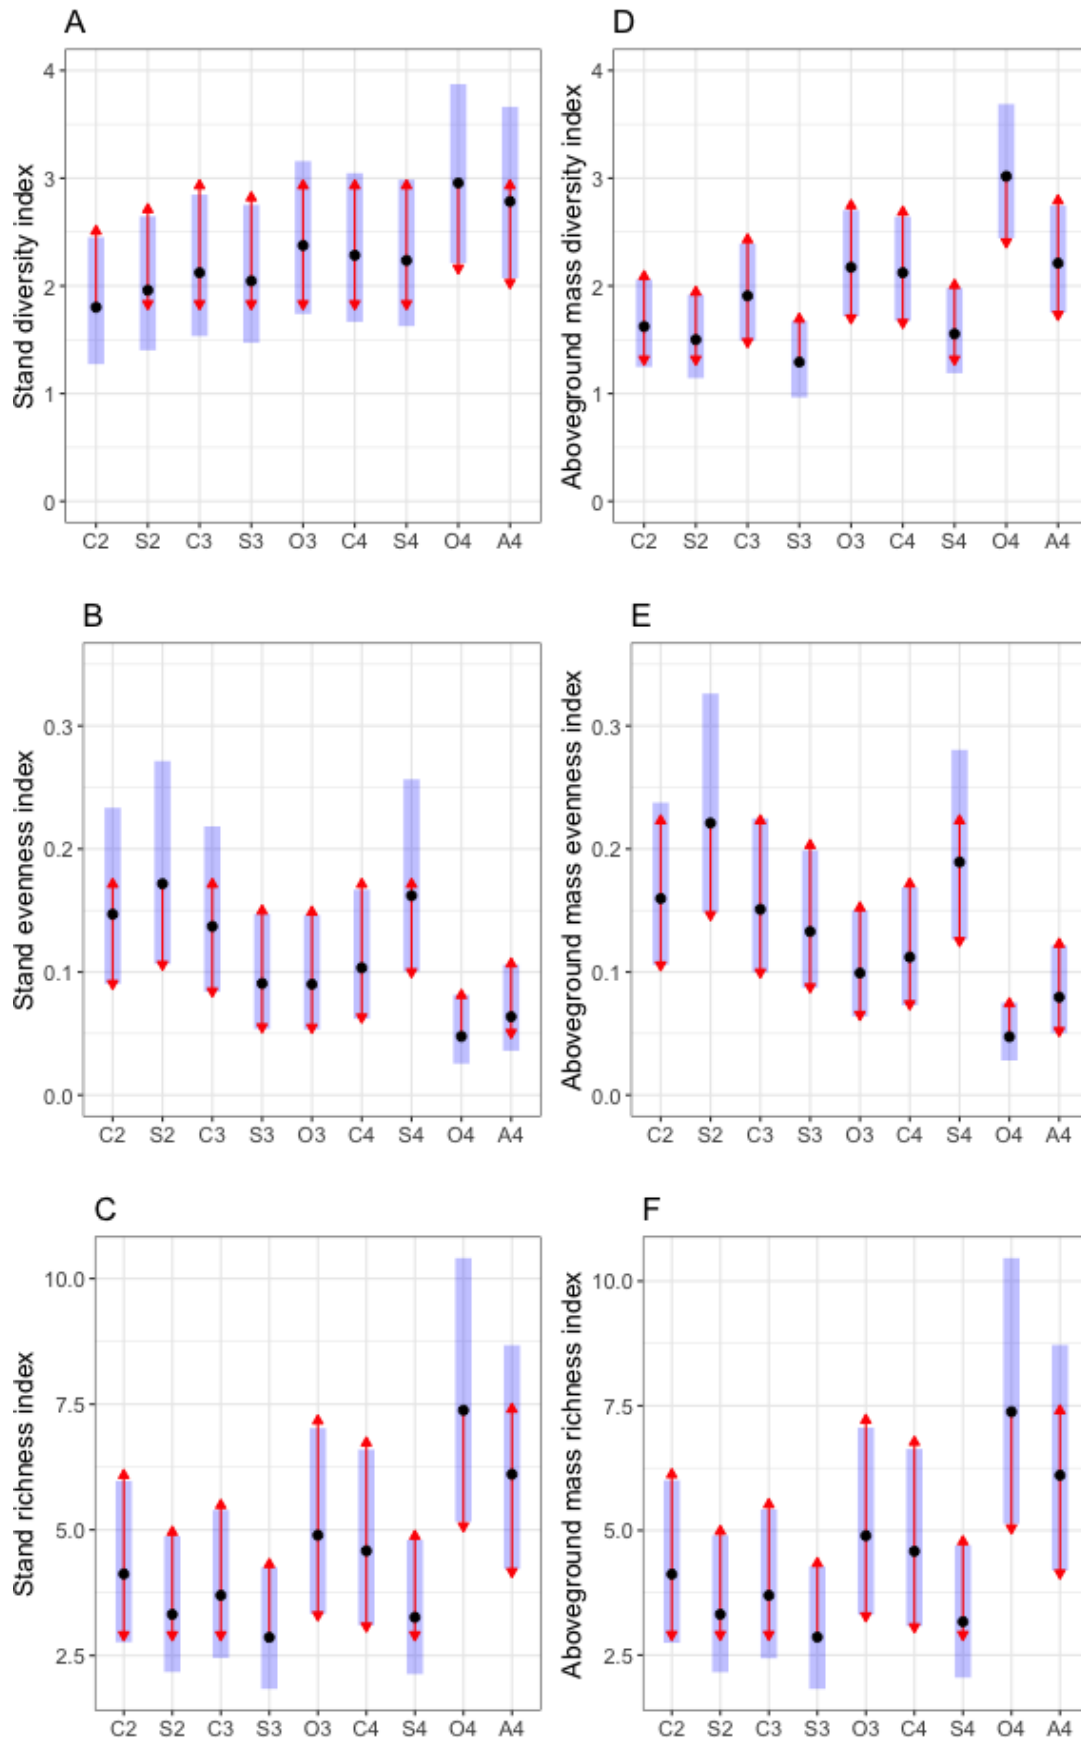 A
Stand diversity index
4
3
2
1
0
C2 S2 C3 S3 O3 C4 S4 O4 A4
D
Aboveground mass diversity index
4
3
2
1
0
C2 S2 C3 S3 O3 C4 S4 O4 A4
B
Stand evenness index
0.3
0.2
0.1
0.0
C2 S2 C3 S3 O3 C4 S4 O4 A4
E
Aboveground mass evenness index
0.3
0.2
0.1
0.0
C2 S2 C3 S3 O3 C4 S4 O4 A4
C
Stand richness index
10.0
7.5
5.0
2.5
C2 S2 C3 S3 O3 C4 S4 O4 A4
F
Aboveground mass richness index
10.0
7.5
5.0
2.5
C2 S2 C3 S3 O3 C4 S4 O4 A4